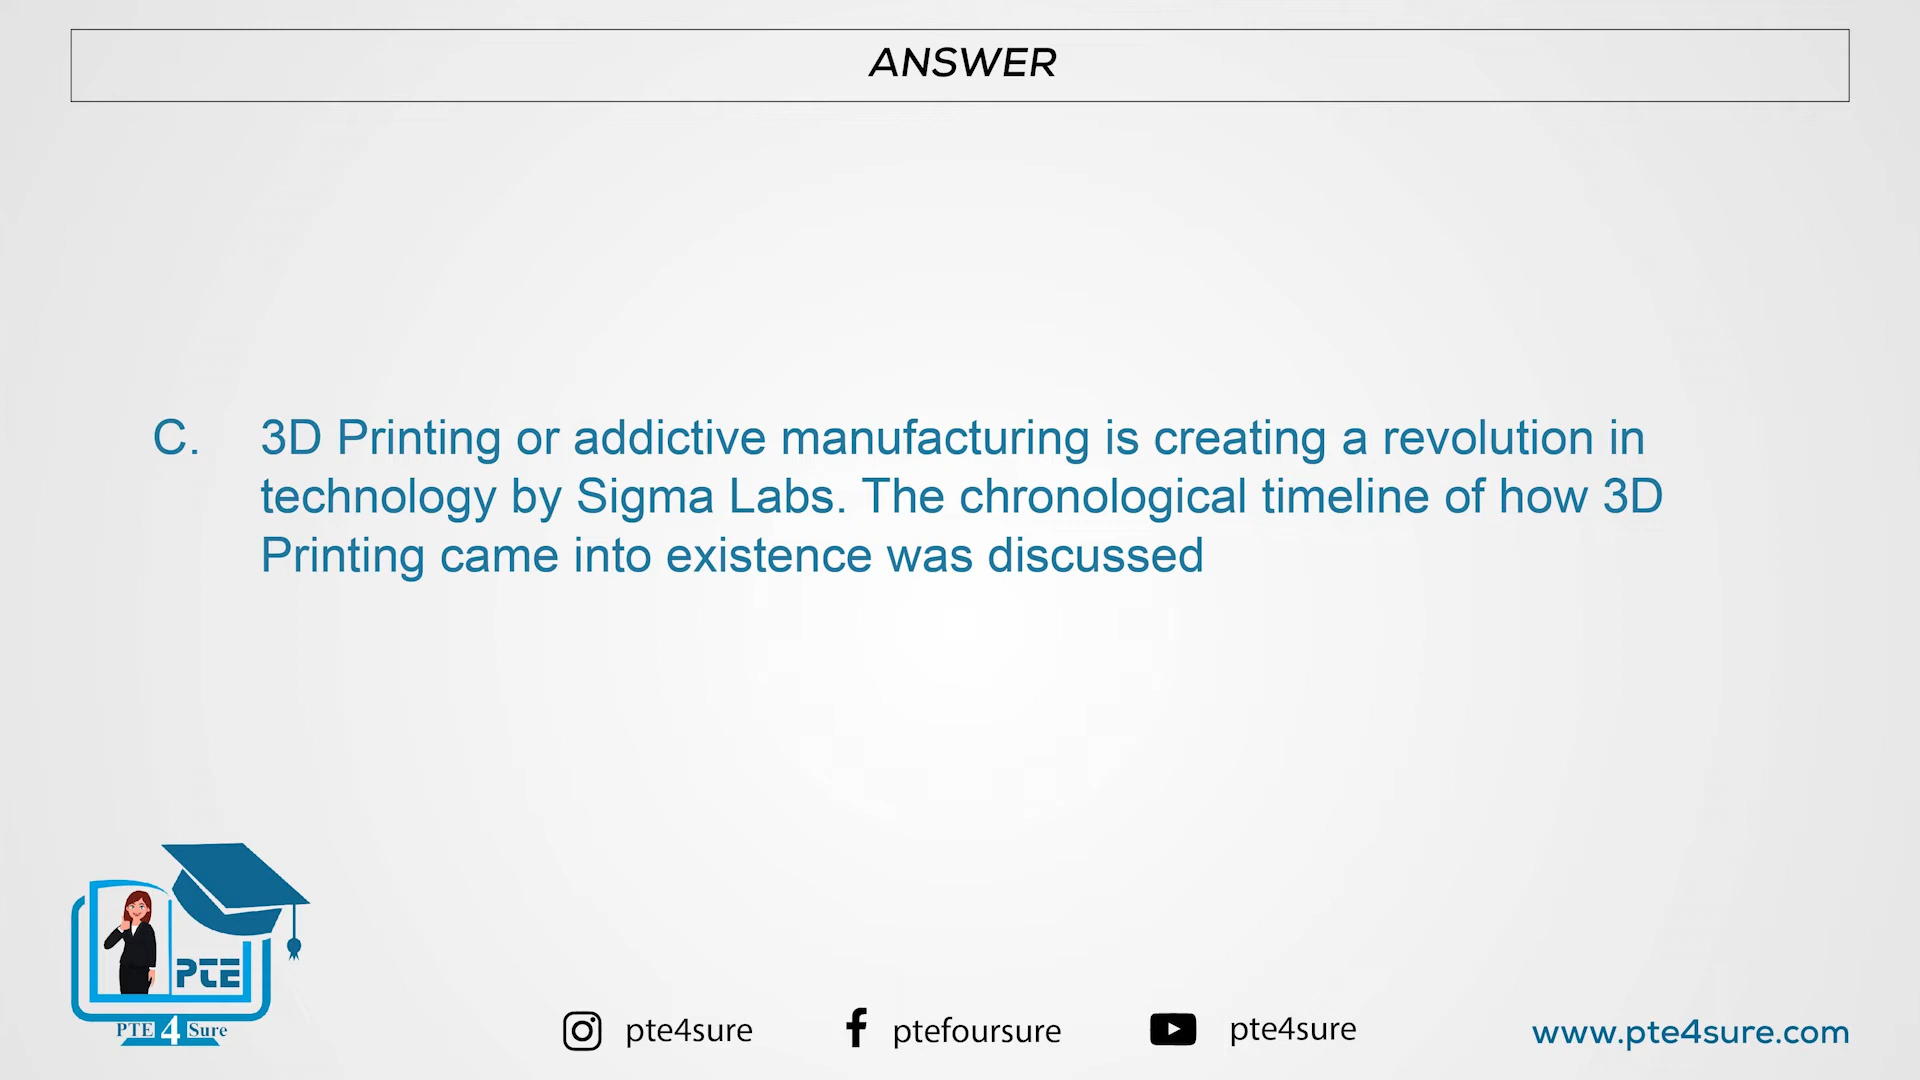 ANSWER
C. 3D Printing or addictive manufacturing is creating a revolution in
technology by Sigma Labs. The chronological timeline of how 3D
Printing came into existence was discussed
PTE
PTE 4 Sure
pte4sure
ptefoursure
pte4sure
www.pte4sure.com